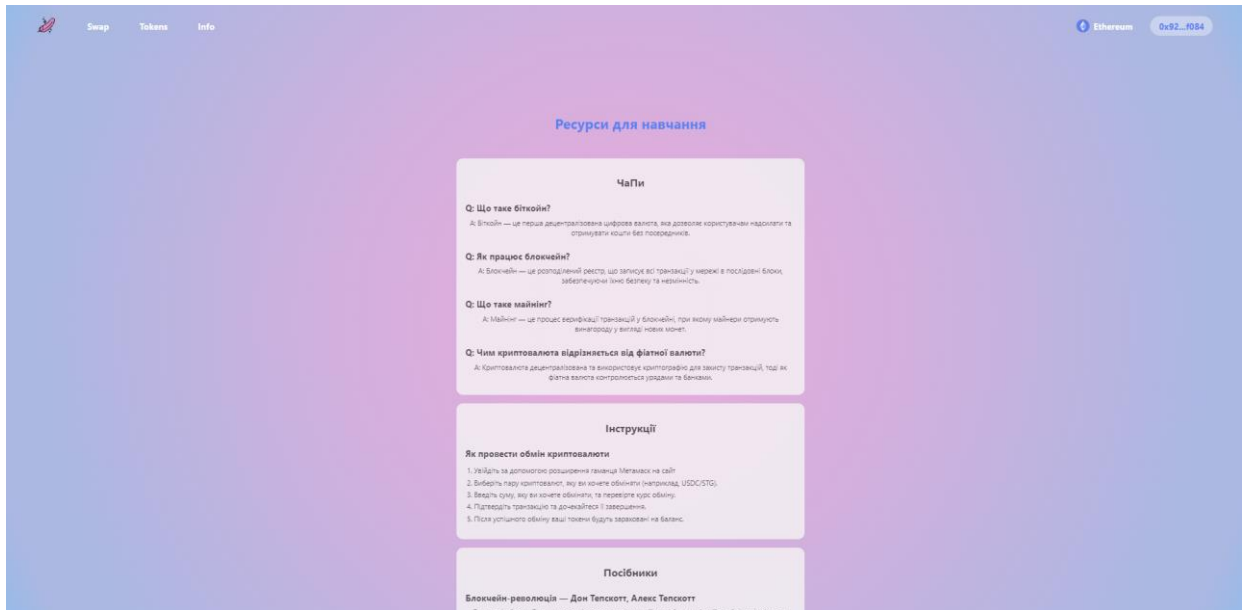 Swap Tokens Info Ethereum 0x92...f084
Ресурси для навчання
ЧаПи
Q: Що таке біткойн?
A: Біткойн — це перша децентралізована цифрова валюта, яка дозволяє користувачам надсилати та
отримувати кошти без посередників.
Q: Як працює блокчейн?
A: Блокчейн — це розподілений реєстр, що записує всі транзакції у мережі в послідовні блоки,
забезпечуючи їхню безпеку та незмінність.
Q: Що таке майнінг?
A: Майнінг — це процес верифікації транзакцій у блокчейні, при якому майнери отримують
винагороду у вигляді нових монет.
Q: Чим криптовалюта відрізняється від фіатної валюти?
A: Криптовалюта децентралізована та використовує криптографію для захисту транзакцій, тоді як
фіатна валюта контролюється урядами та банками.
Інструкції
Як провести обмін криптовалюти
1. Увійдіть за допомогою розширення гаманця Метамаск на сайт
2. Виберіть пару криптовалют, яку ви хочете обміняти (наприклад, USDC/STG).
3. Введіть суму, яку ви хочете обміняти, та перевірте курс обміну.
4. Підтвердіть транзакцію та дочекайтеся її завершення.
5. Після успішного обміну ваші токени будуть зараховані на баланс.
Посібники
Блокчейн-революція — Дон Тепскотт, Алекс Тепскотт